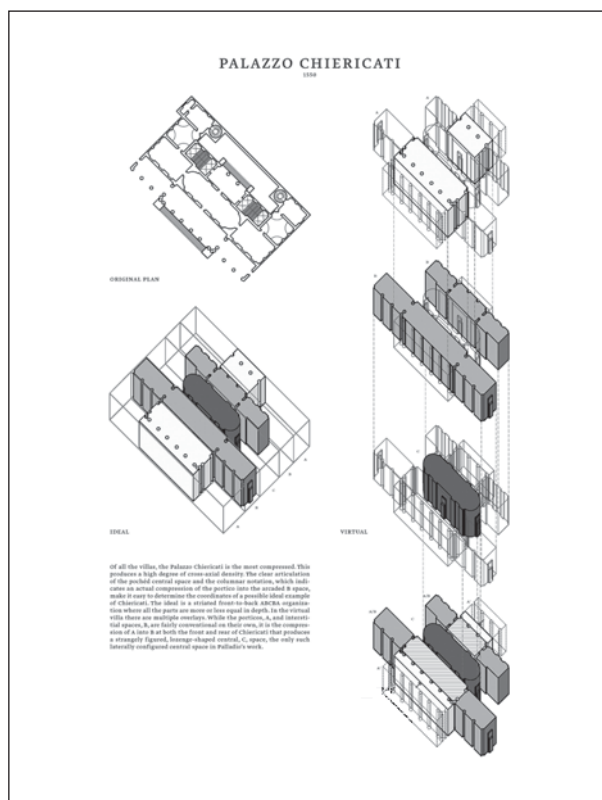 PALAZZO CHIERICATI
1550
ORIGINAL PLAN
IDEAL
VIRTUAL
Of all the villas, the Palazzo Chiericati is the most compressed. This
produces a high degree of cross-axial density. The clear articulation
of the pochéd central space and the columnar notation, which indi-
cates an actual compression of the portico into the arcaded B space,
make it easy to determine the coordinates of a possible ideal example
of Chiericati. The ideal is a striated front-to-back ABCBA organiza-
tion where all the parts are more or less equal in depth. In the virtual
villa there are multiple overlays. While the porticos, A, and intersti-
tial spaces, B, are fairly conventional on their own, it is the compres-
sion of A into B at both the front and rear of Chiericati that produces
a strangely figured, lozenge-shaped central, C, space, the only such
laterally configured central space in Palladio's work.